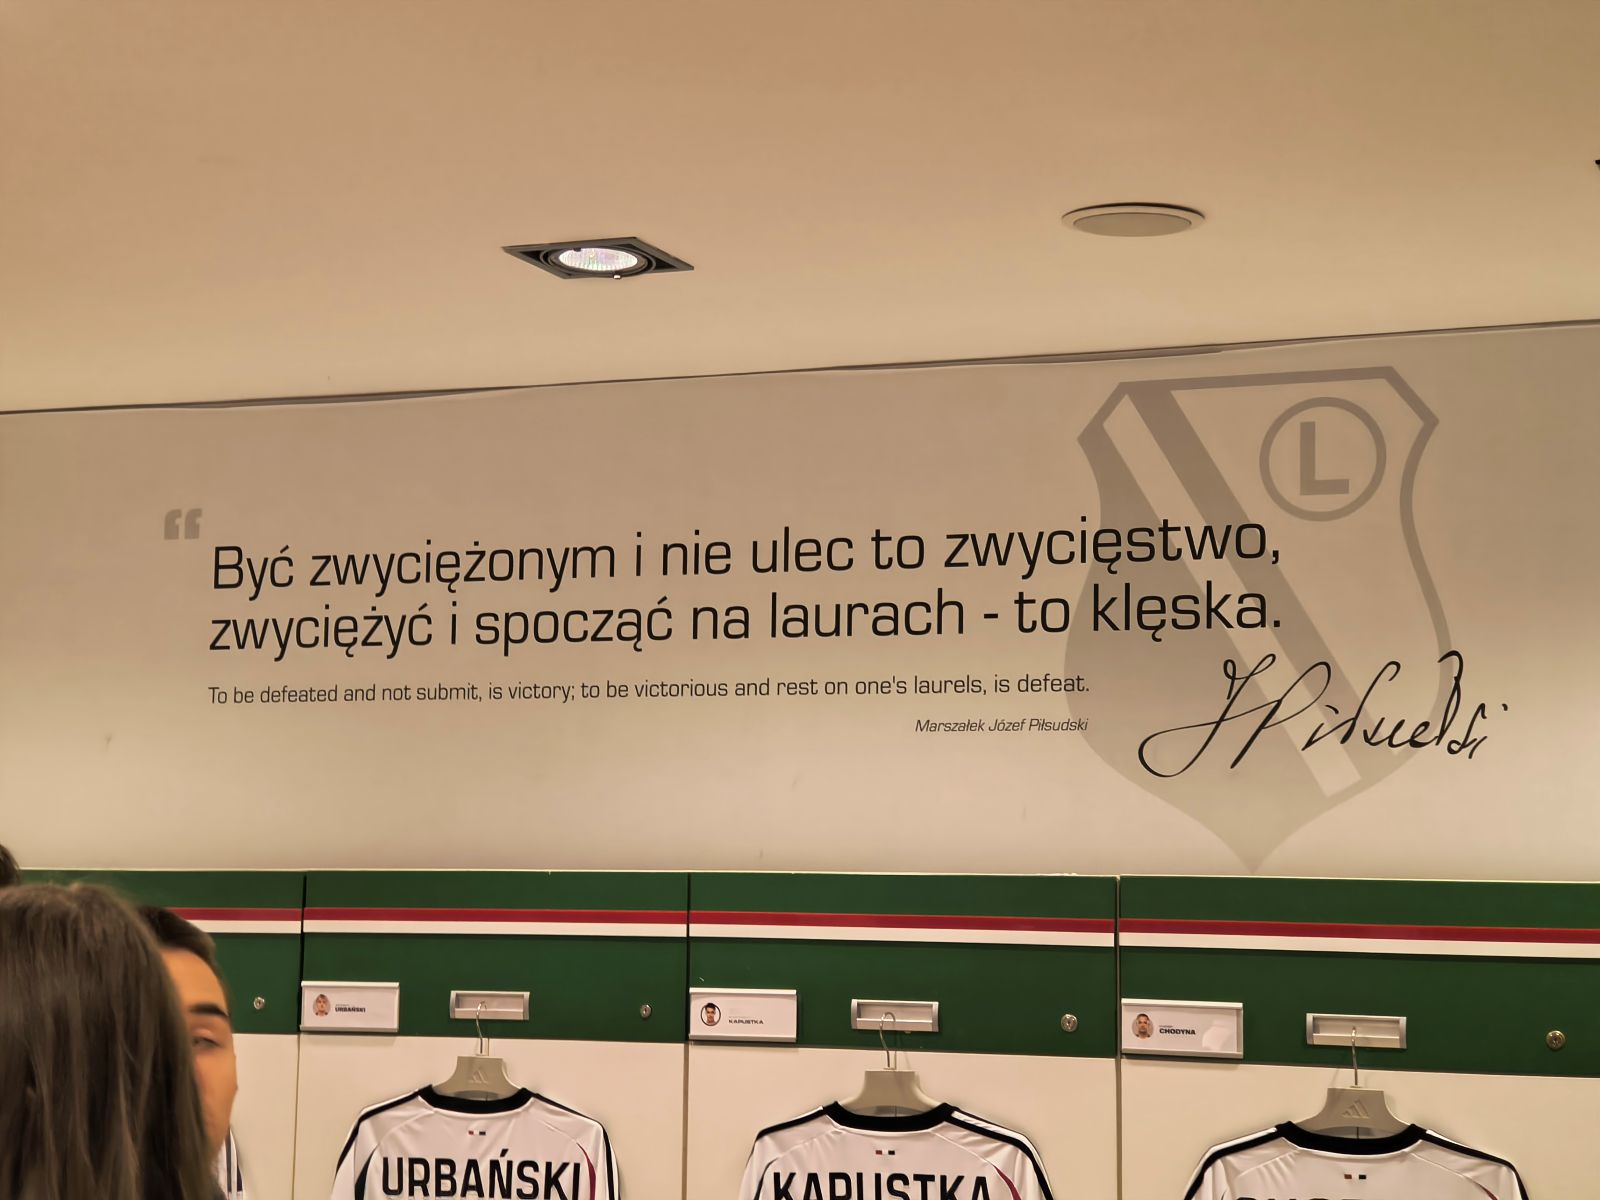 “
Być zwyciężonym i nie ulec to zwycięstwo,
zwyciężyć i spocząć na laurach - to klęska.
To be defeated and not submit, is victory; to be victorious and rest on one's laurels, is defeat.
Marszałek Józef Piłsudski
J Piłsudski
L
URBAŃSKI
KAPUSTKA
CHODYNA
URBAŃSKI
KAPUSTKA